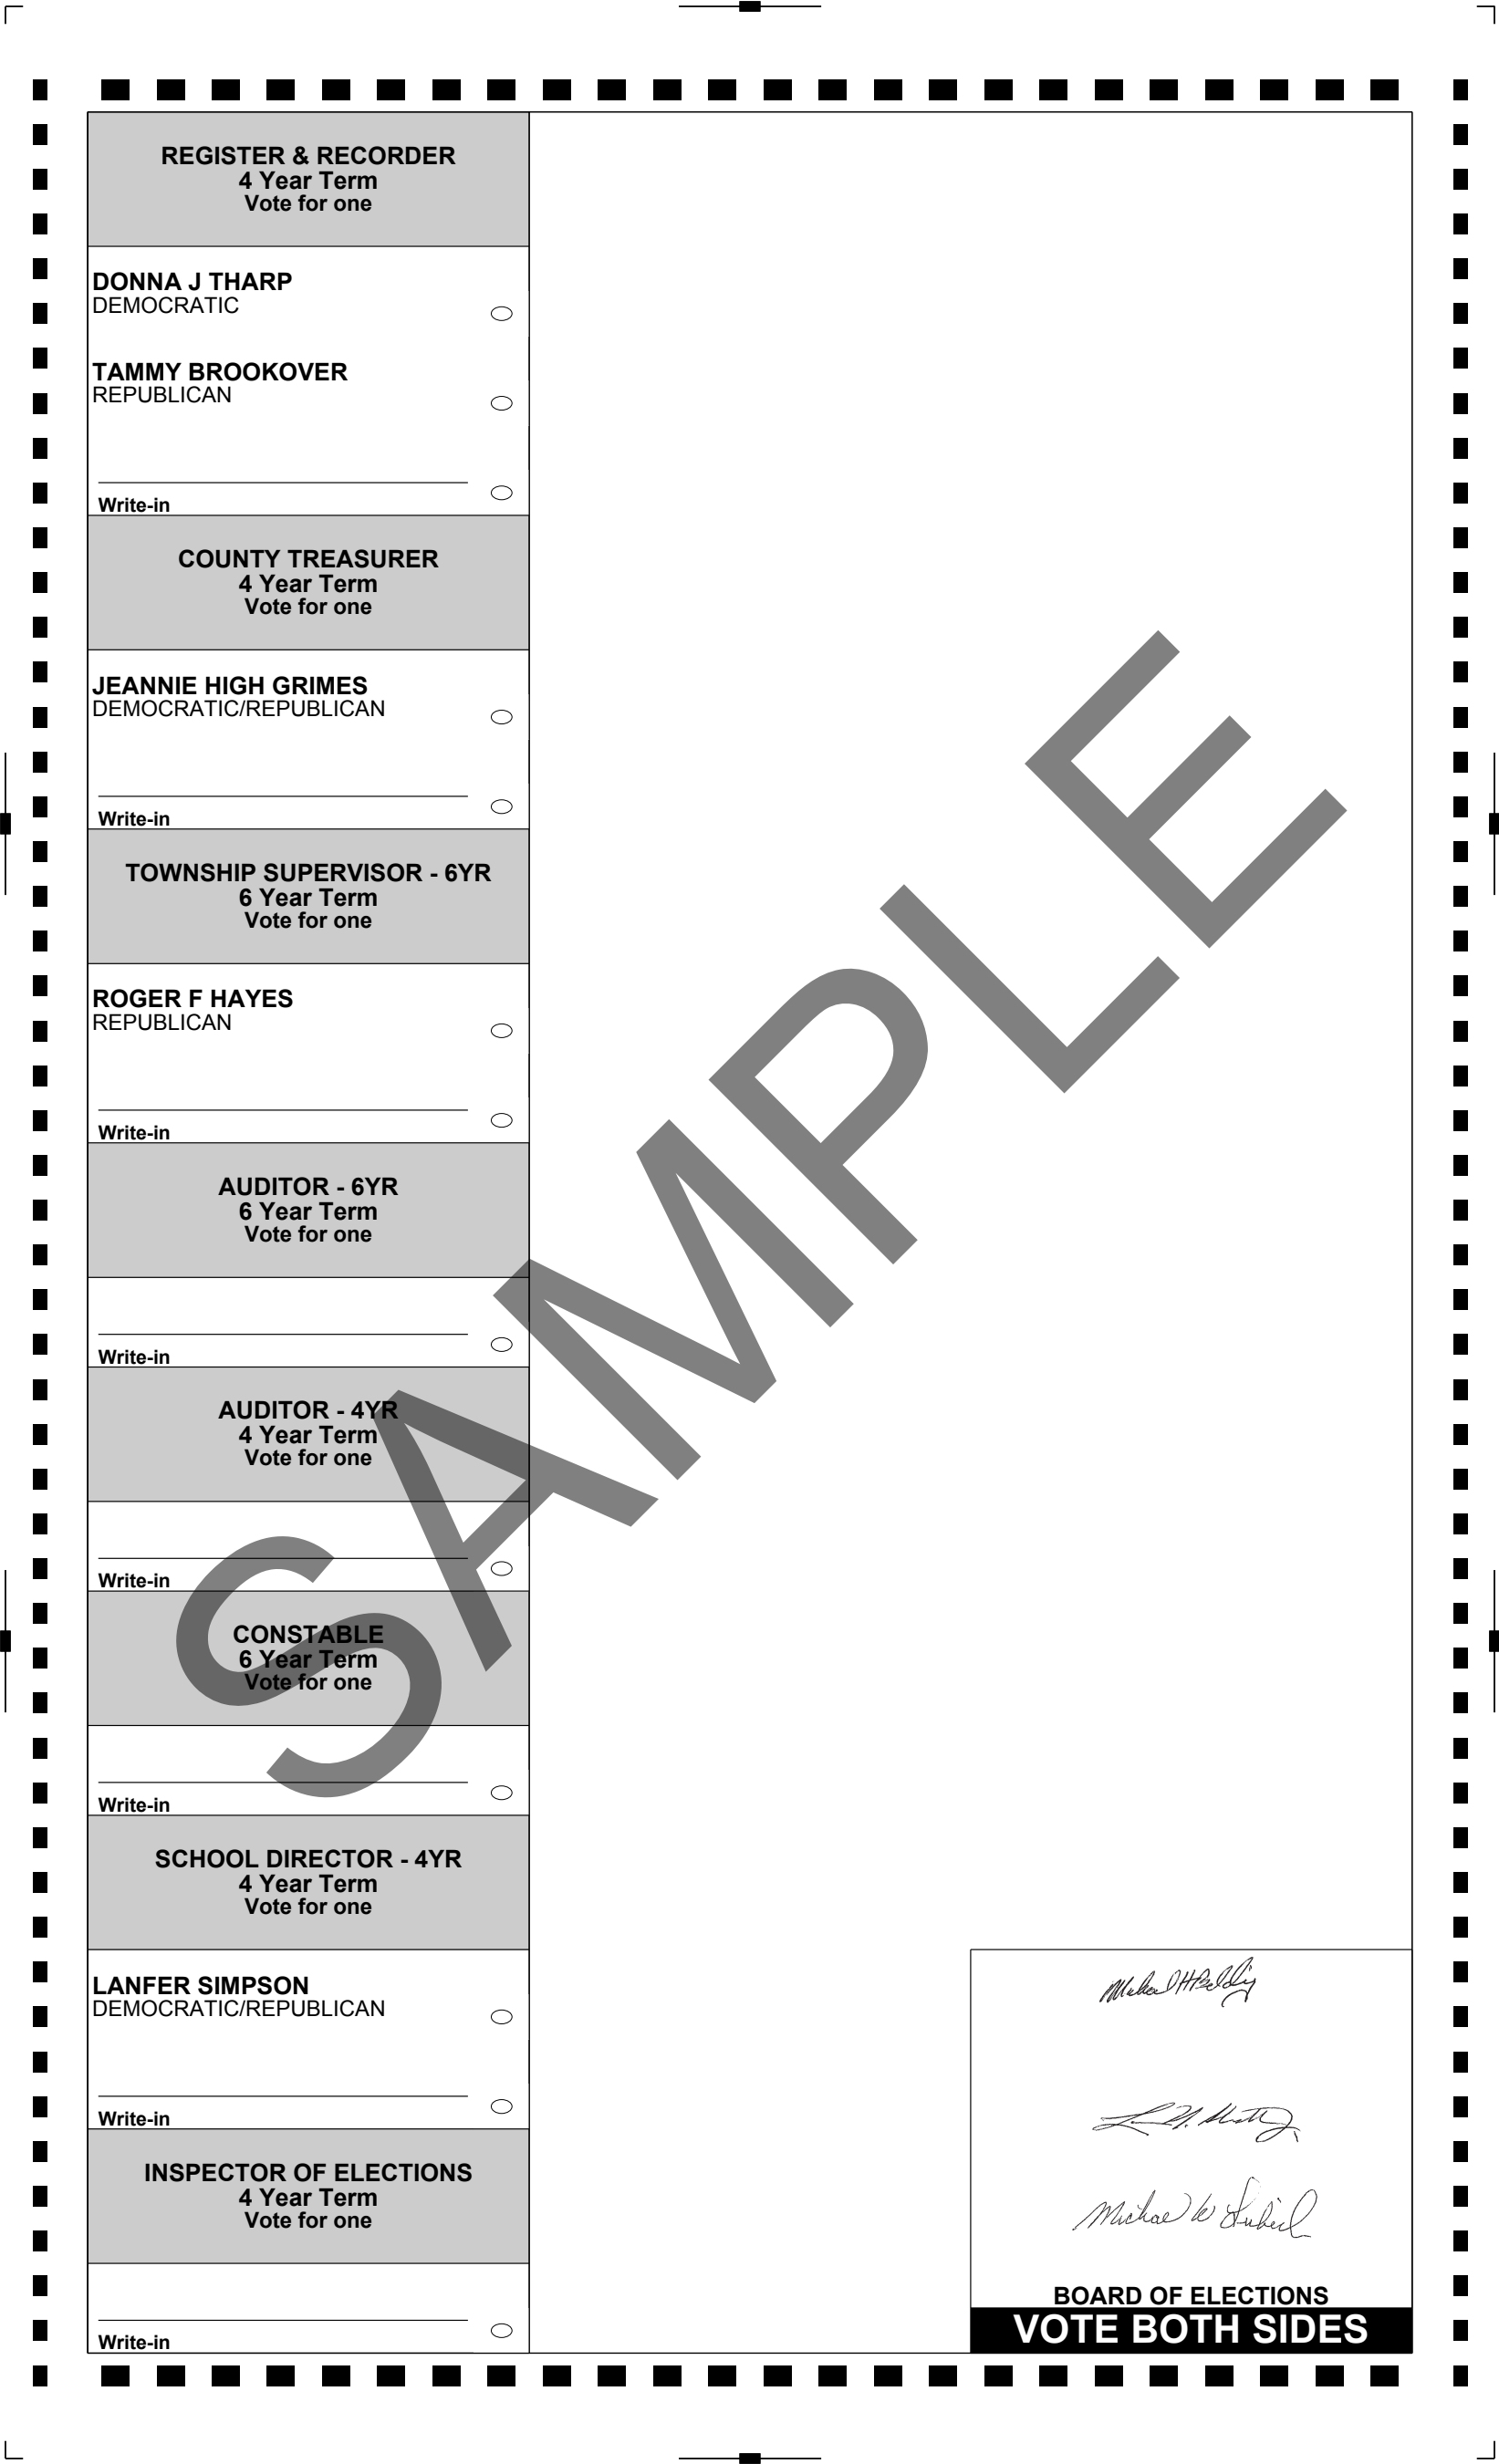 REGISTER & RECORDER
4 Year Term
Vote for one
DONNA J THARP
DEMOCRATIC
TAMMY BROOKOVER
REPUBLICAN
Write-in
COUNTY TREASURER
4 Year Term
Vote for one
JEANNIE HIGH GRIMES
DEMOCRATIC/REPUBLICAN
Write-in
TOWNSHIP SUPERVISOR - 6YR
6 Year Term
Vote for one
ROGER F HAYES
REPUBLICAN
Write-in
AUDITOR - 6YR
6 Year Term
Vote for one
Write-in
AUDITOR - 4YR
4 Year Term
Vote for one
Write-in
CONSTABLE
6 Year Term
Vote for one
Write-in
SCHOOL DIRECTOR - 4YR
4 Year Term
Vote for one
LANFER SIMPSON
DEMOCRATIC/REPUBLICAN
Write-in
INSPECTOR OF ELECTIONS
4 Year Term
Vote for one
Write-in
SAMPLE
Michael W
BOARD OF ELECTIONS
VOTE BOTH SIDES